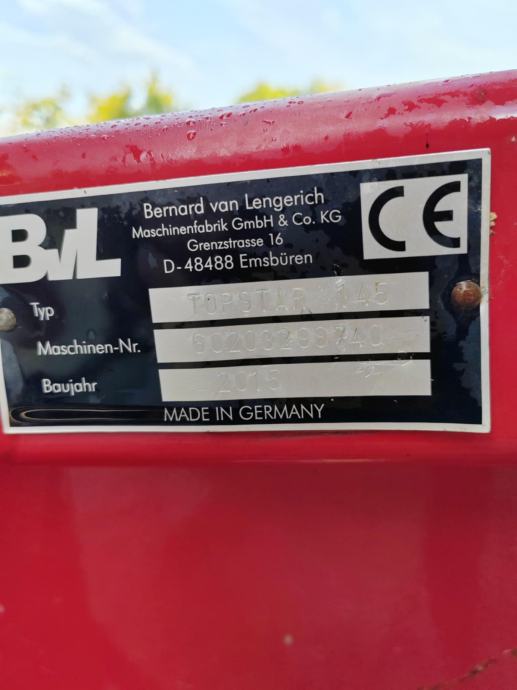 BvL
Bernard van Lengerich
Maschinenfabrik GmbH & Co. KG
Grenzstrasse 16
D-48488 Emsbüren
CE
Typ TOPSTAR 145
Maschinen-Nr.
Baujahr 2015
MADE IN GERMANY